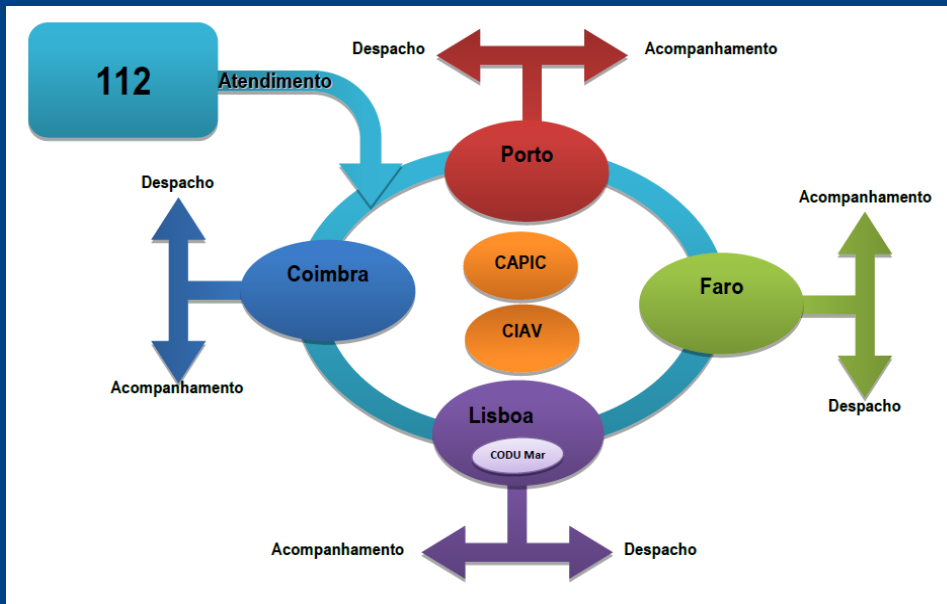 112
Atendimento
Despacho
Acompanhamento
Porto
Despacho
Acompanhamento
Coimbra
CAPIC
Faro
CIAV
Acompanhamento
Despacho
Lisboa
CODU Mar
Acompanhamento
Despacho